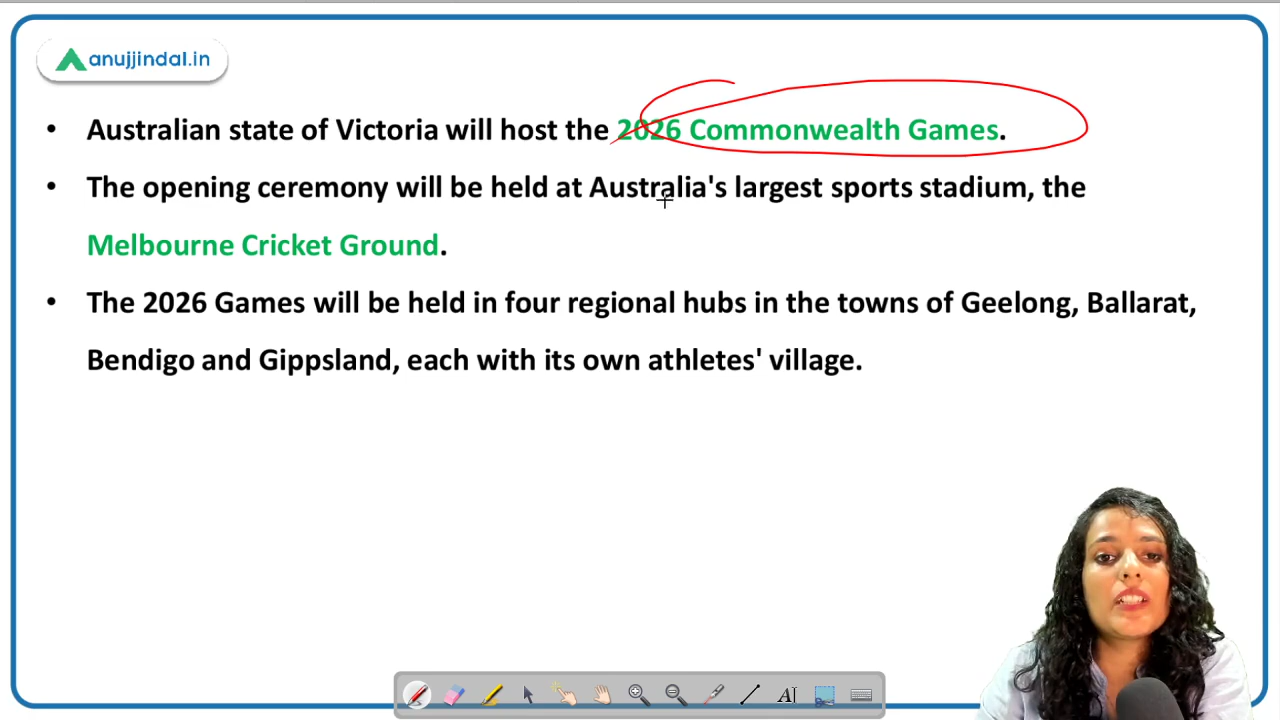 anujjindal.in
• Australian state of Victoria will host the 2026 Commonwealth Games.
• The opening ceremony will be held at Australia's largest sports stadium, the
Melbourne Cricket Ground.
• The 2026 Games will be held in four regional hubs in the towns of Geelong, Ballarat,
Bendigo and Gippsland, each with its own athletes' village.
A